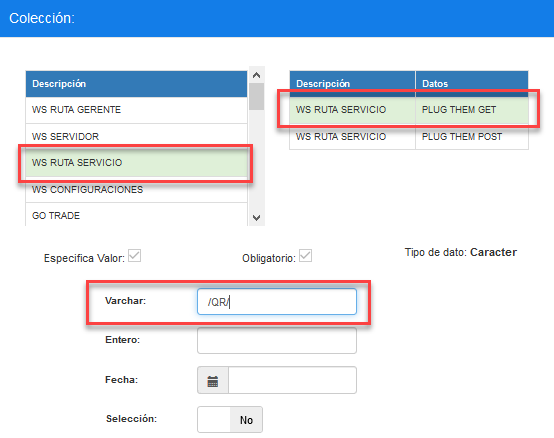 Colección:
Descripción
WS RUTA GERENTE
WS SERVIDOR
WS RUTA SERVICIO
WS CONFIGURACIONES
GO TRADE
Descripción Datos
WS RUTA SERVICIO PLUG THEM GET
WS RUTA SERVICIO PLUG THEM POST
Especifica Valor: Obligatorio: Tipo de dato: Caracter
Varchar: /QR/
Entero:
Fecha:
Selección: No